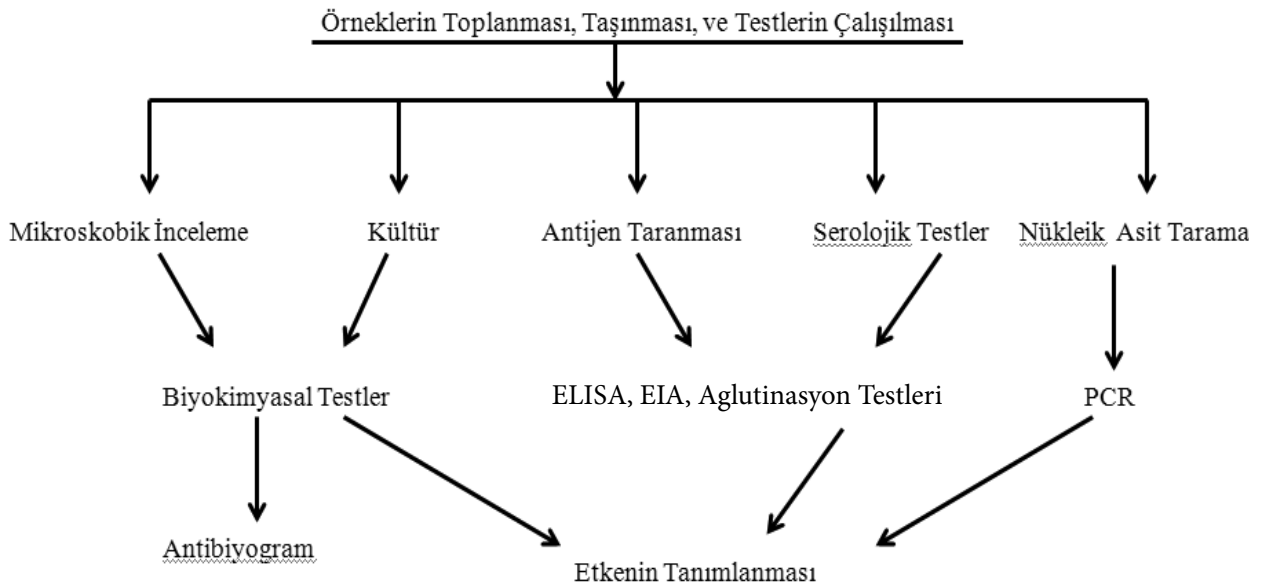 Örneklerin Toplanması, Taşınması, ve Testlerin Çalışılması
Mikroskobik İnceleme
Kültür
Antijen Taranması
Serolojik Testler
Nükleik Asit Tarama
Biyokimyasal Testler
ELISA, EIA, Aglutinasyon Testleri
PCR
Antibiyogram
Etkenin Tanımlanması